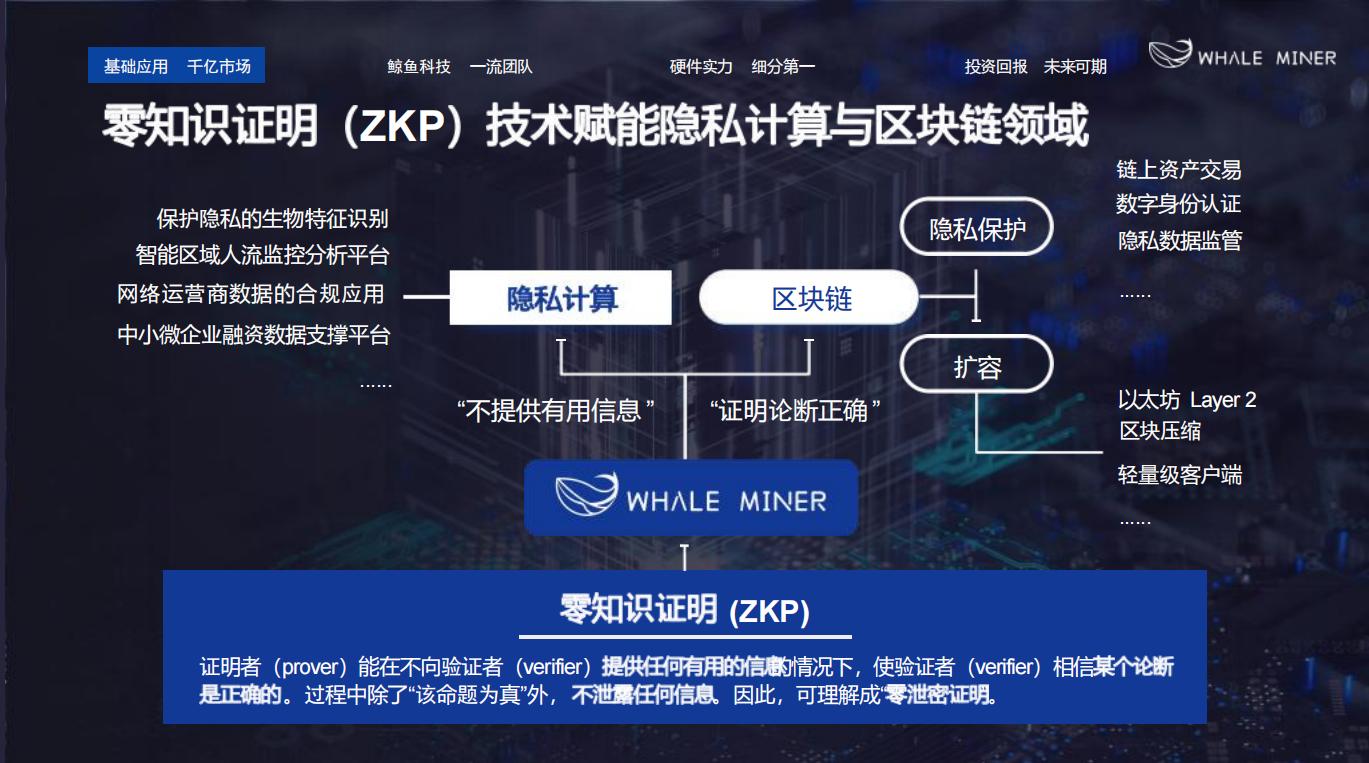 基础应用 千亿市场
鲸鱼科技 一流团队
硬件实力 细分第一
投资回报 未来可期
WHALE MINER
零知识证明（ZKP）技术赋能隐私计算与区块链领域
保护隐私的生物特征识别
智能区域人流监控分析平台
网络运营商数据的合规应用
中小微企业融资数据支撑平台
......
隐私计算
区块链
隐私保护
链上资产交易
数字身份认证
隐私数据监管
......
扩容
以太坊 Layer 2
区块压缩
轻量级客户端
......
“不提供有用信息”
“证明论断正确”
WHALE MINER
零知识证明 (ZKP)
证明者（prover）能在不向验证者（verifier）提供任何有用的信息的情况下，使验证者（verifier）相信某个论断
是正确的。过程中除了“该命题为真”外，不泄露任何信息。因此，可理解成“零泄密证明。